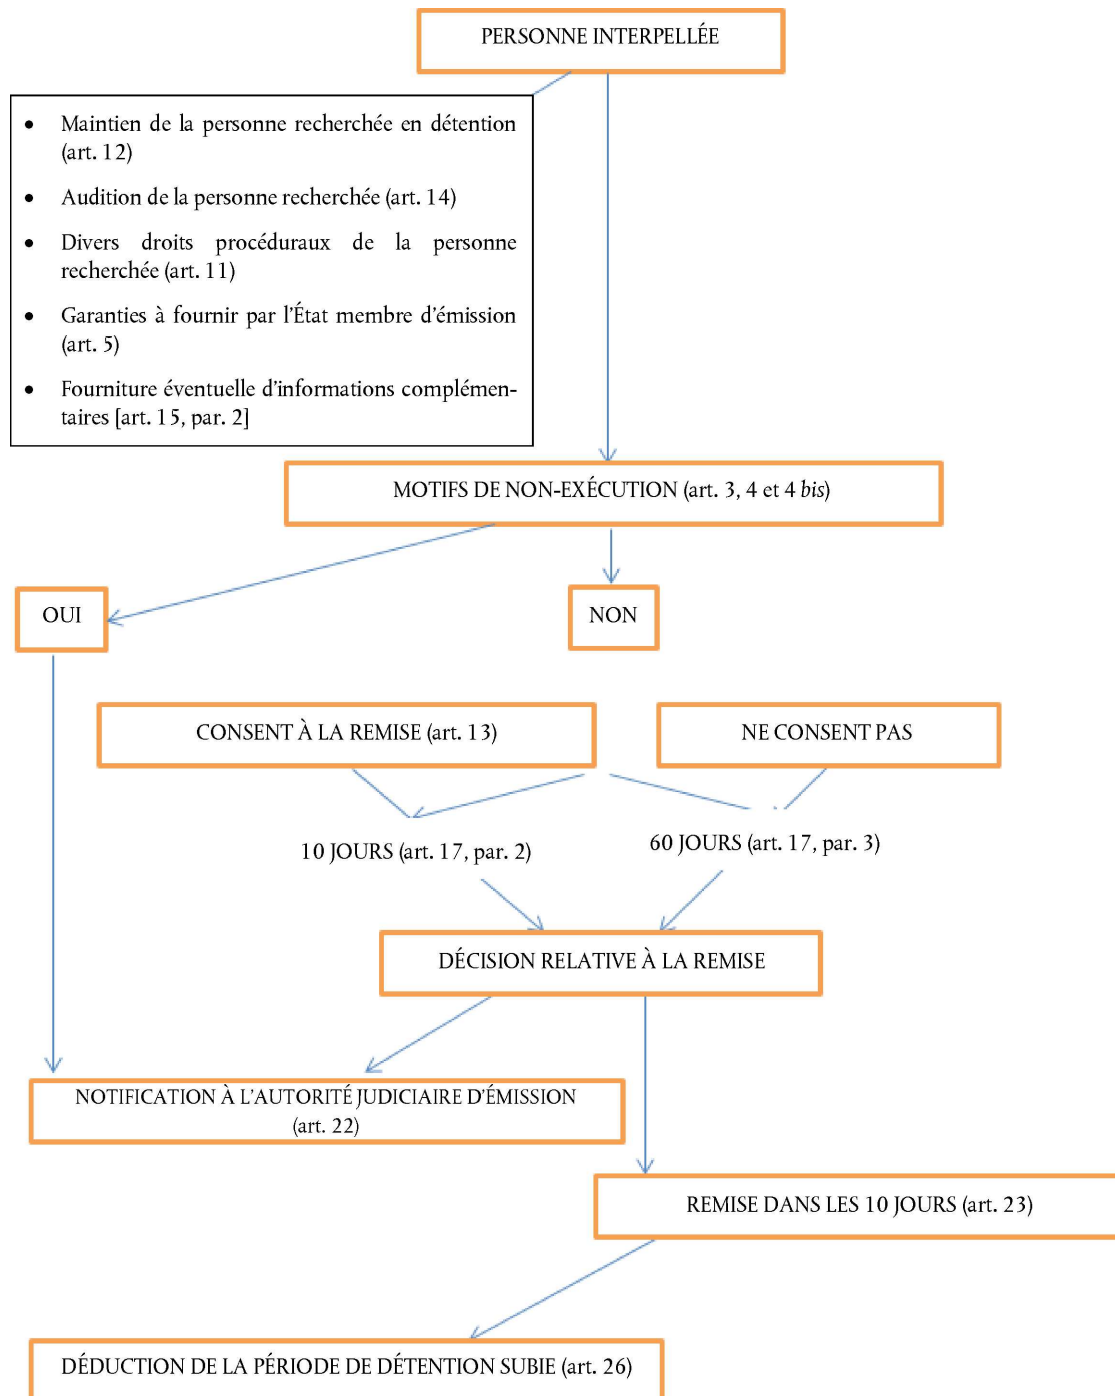 PERSONNE INTERPELLÉE
• Maintien de la personne recherchée en détention
(art. 12)
• Audition de la personne recherchée (art. 14)
• Divers droits procéduraux de la personne
recherchée (art. 11)
• Garanties à fournir par l'État membre d'émission
(art. 5)
• Fourniture éventuelle d'informations complémen-
taires [art. 15, par. 2]
MOTIFS DE NON-EXÉCUTION (art. 3, 4 et 4 bis)
OUI
NON
CONSENT À LA REMISE (art. 13)
NE CONSENT PAS
10 JOURS (art. 17, par. 2)
60 JOURS (art. 17, par. 3)
DÉCISION RELATIVE À LA REMISE
NOTIFICATION À L'AUTORITÉ JUDICIAIRE D'ÉMISSION
(art. 22)
REMISE DANS LES 10 JOURS (art. 23)
DÉDUCTION DE LA PÉRIODE DE DÉTENTION SUBIE (art. 26)